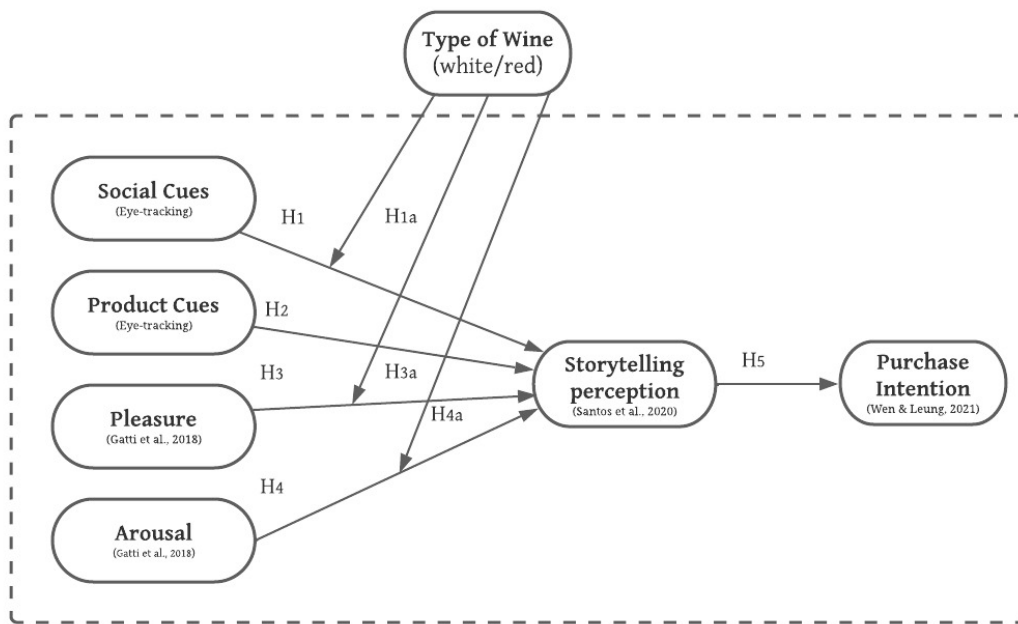 Type of Wine
(white/red)
Social Cues
(Eye-tracking)
H1
H1a
Product Cues
(Eye-tracking)
H2
H3
H3a
Pleasure
(Gatti et al., 2018)
H4a
Storytelling
perception
(Santos et al., 2020)
H5
Purchase
Intention
(Wen & Leung, 2021)
H4
Arousal
(Gatti et al., 2018)